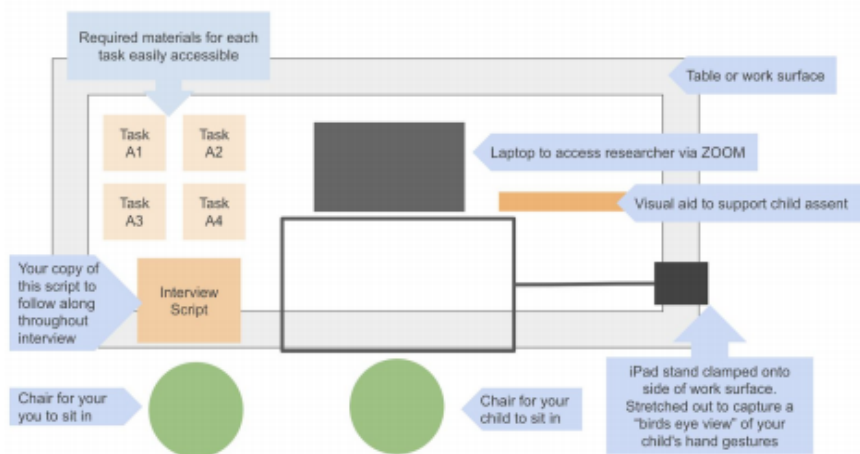 Required materials for each
task easily accessible
Table or work surface
Task
A1
Task
A2
Laptop to access researcher via ZOOM
Task
A3
Task
A4
Visual aid to support child assent
Your copy of
this script to
follow along
throughout
interview
Interview
Script
iPad stand clamped onto
side of work surface.
Stretched out to capture a
“birds eye view” of your
child's hand gestures
Chair for your
you to sit in
Chair for your
child to sit in